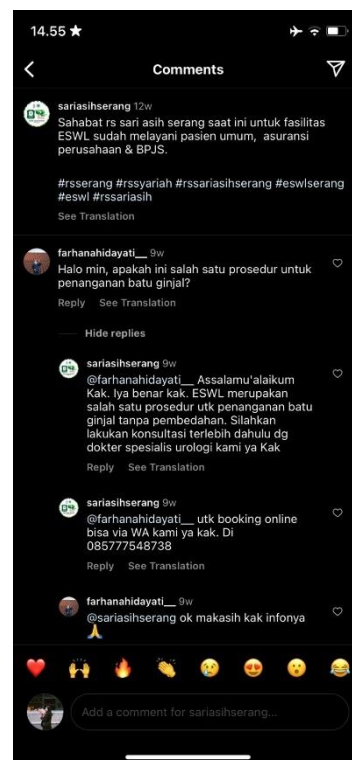 14.55
Comments
sariasihserang 12w
Sahabat rs sari asih serang saat ini untuk fasilitas
ESWL sudah melayani pasien umum, asuransi
perusahaan & BPJS.
#rsserang #rssyariah #rssariasihserang #eswlserang
#eswl #rssariasih
See Translation
farhanahidayati__ 9w
Halo min, apakah ini salah satu prosedur untuk
penanganan batu ginjal?
Reply See Translation
Hide replies
sariasihserang 9w
@farhanahidayati__ Assalamu'alaikum
Kak. Iya benar kak. ESWL merupakan
salah satu prosedur utk penanganan batu
ginjal tanpa pembedahan. Silahkan
lakukan konsultasi terlebih dahulu dg
dokter spesialis urologi kami ya Kak
Reply See Translation
sariasihserang 9w
@farhanahidayati__ utk booking online
bisa via WA kami ya kak. Di
085777548738
Reply See Translation
farhanahidayati__ 9w
@sariasihserang ok makasih kak infonya
🙏
Add a comment for sariasihserang...